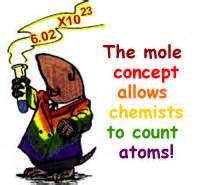 6.02 X10 23
The mole
concept
allows
chemists
to count
atoms!